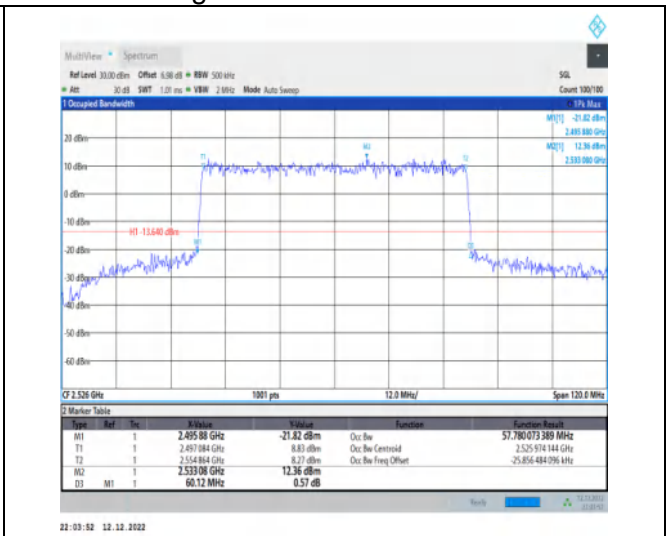 MultiView Spectrum
Ref Level 30.00 dBm Offset 6.98 dB RBW 500 kHz SGL
Att 30 dB SWT 1.01 ms VBW 2 MHz Mode Auto Sweep Count 100/100
1 Occupied Bandwidth 1Pk Max
M1[1] -21.82 dBm
2.495 880 GHz
M2[1] 12.36 dBm
2.533 080 GHz
20 dBm
M2
T1 T2
10 dBm
0 dBm
-10 dBm
H1 -13.640 dBm
M1
-20 dBm
D3
-30 dBm
-40 dBm
-50 dBm
-60 dBm
CF 2.526 GHz 1001 pts 12.0 MHz/ Span 120.0 MHz
2 Marker Table
Type Ref Trc X-Value Y-Value Function Function Result
M1 1 2.495 88 GHz -21.82 dBm Occ Bw 57.780 073 389 MHz
T1 1 2.497 084 GHz 8.83 dBm Occ Bw Centroid 2.525 974 144 GHz
T2 1 2.554 864 GHz 8.27 dBm Occ Bw Freq Offset -25.856 484 096 kHz
M2 1 2.533 08 GHz 12.36 dBm
D3 M1 1 60.12 MHz 0.57 dB
Ready 12.12.2022
22:03:52 12.12.2022